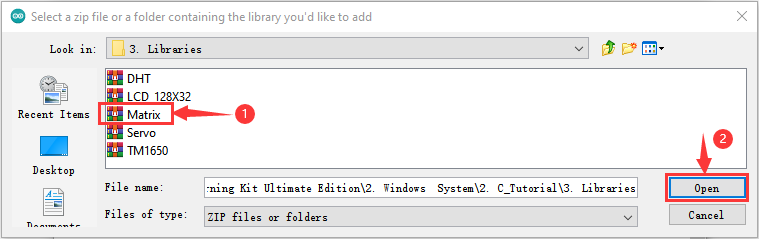 Select a zip file or a folder containing the library you'd like to add
Look in:
3. Libraries
DHT
LCD_128X32
Matrix
1
Servo
TM1650
Recent Items
Desktop
Documents
2
File name:
rning Kit Ultimate Edition\2. Windows System\2. C_Tutorial\3. Libraries
Open
Files of type:
ZIP files or folders
Cancel